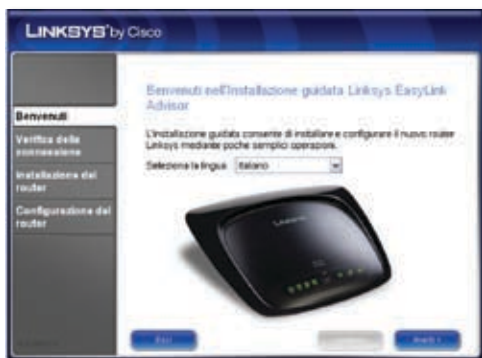 LINKSYS by Cisco
Benvenuti nell'Installazione guidata Linksys EasyLink
Advisor
Benvenuti
L'installazione guidata consente di installare e configurare il nuovo router
Linksys mediante poche semplici operazioni.
Verifica della
connessione
Seleziona la lingua Italiano
Installazione del
router
Configurazione del
router
Esci
Avanti